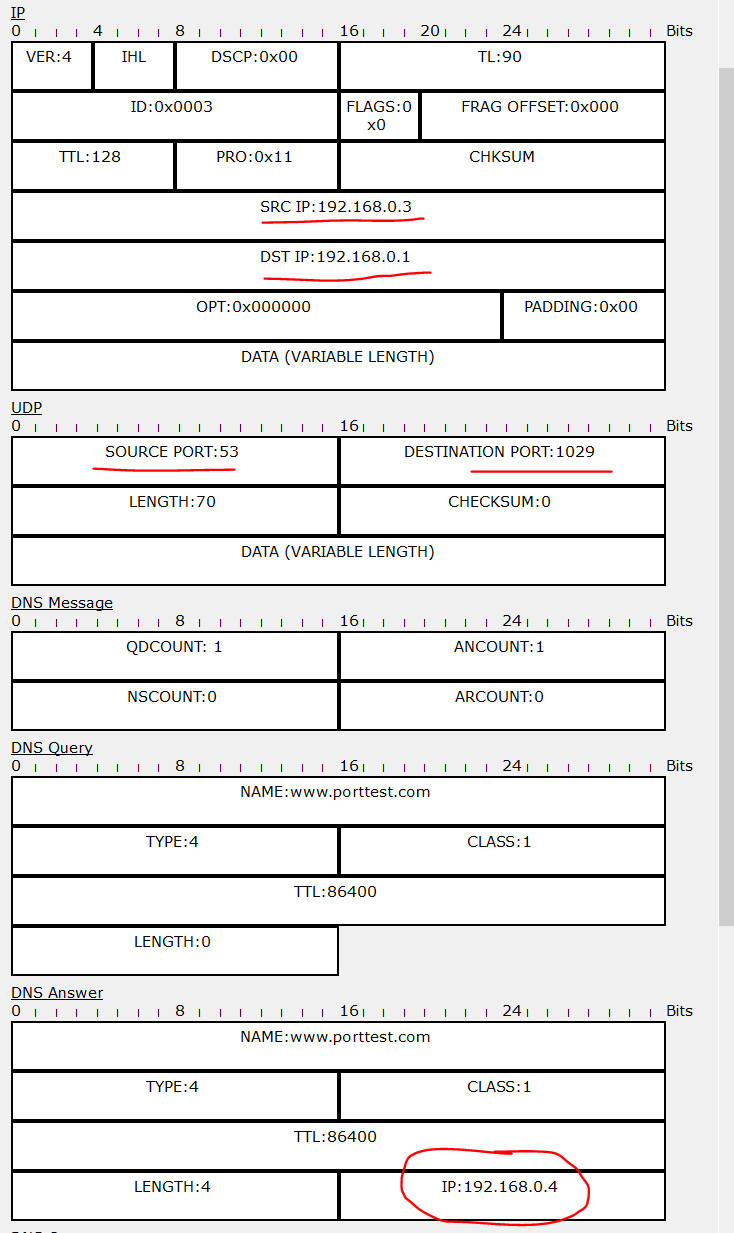 IP
0 4 8 16 20 24 Bits
VER:4 IHL DSCP:0x00 TL:90
ID:0x0003 FLAGS:0 FRAG OFFSET:0x000
x0
TTL:128 PRO:0x11 CHKSUM
SRC IP:192.168.0.3
DST IP:192.168.0.1
OPT:0x000000 PADDING:0x00
DATA (VARIABLE LENGTH)
UDP
0 16 Bits
SOURCE PORT:53 DESTINATION PORT:1029
LENGTH:70 CHECKSUM:0
DATA (VARIABLE LENGTH)
DNS Message
0 8 16 24 Bits
QDCOUNT: 1 ANCOUNT:1
NSCOUNT:0 ARCOUNT:0
DNS Query
0 8 16 24 Bits
NAME:www.porttest.com
TYPE:4 CLASS:1
TTL:86400
LENGTH:0
DNS Answer
0 8 16 24 Bits
NAME:www.porttest.com
TYPE:4 CLASS:1
TTL:86400
LENGTH:4 IP:192.168.0.4